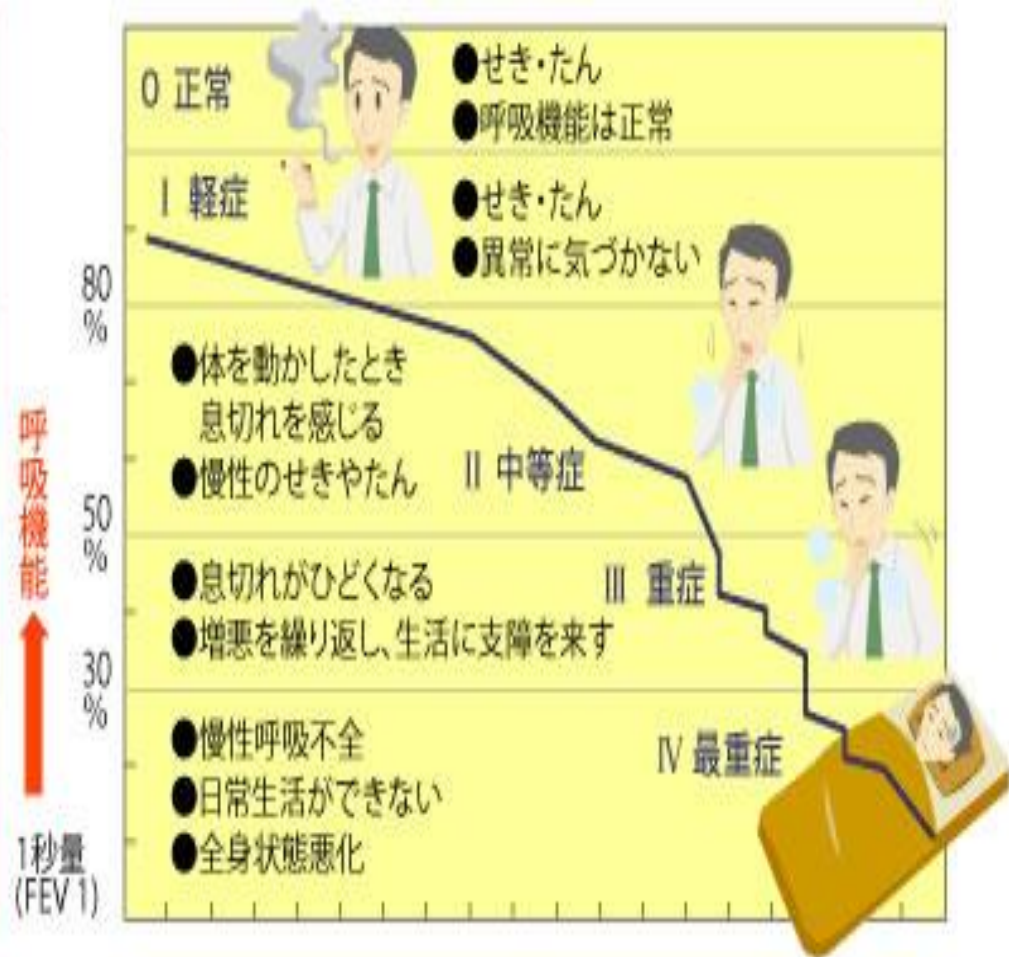 0 正常
●せき・たん
●呼吸機能は正常
Ⅰ 軽症
●せき・たん
●異常に気づかない
80
%
●体を動かしたとき
息切れを感じる
●慢性のせきやたん
Ⅱ 中等症
呼吸機能
50
%
●息切れがひどくなる
●増悪を繰り返し、生活に支障を来す
Ⅲ 重症
30
%
●慢性呼吸不全
●日常生活ができない
●全身状態悪化
Ⅳ 最重症
1秒量
(FEV 1)